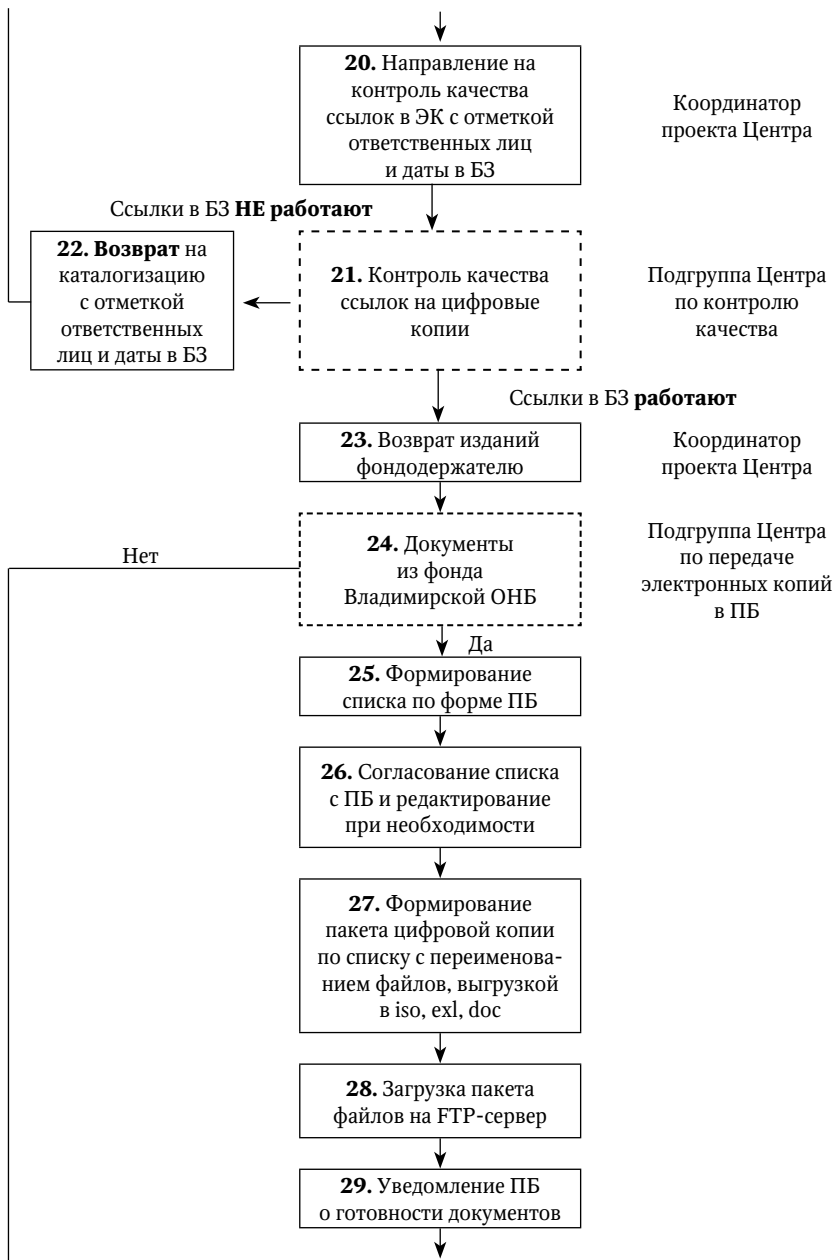 20. Направление на
контроль качества
ссылок в ЭК с отметкой
ответственных лиц
и даты в БЗ
Координатор
проекта Центра
Ссылки в БЗ НЕ работают
22. Возврат на
каталогизацию
с отметкой
ответственных
лиц и даты в БЗ
21. Контроль качества
ссылок на цифровые
копии
Подгруппа Центра
по контролю
качества
Ссылки в БЗ работают
23. Возврат изданий
фондодержателю
Координатор
проекта Центра
Нет
24. Документы
из фонда
Владимирской ОНБ
Подгруппа Центра
по передаче
электронных копий
в ПБ
Да
25. Формирование
списка по форме ПБ
26. Согласование списка
с ПБ и редактирование
при необходимости
27. Формирование
пакета цифровой копии
по списку с переименова-
нием файлов, выгрузкой
в iso, exl, doc
28. Загрузка пакета
файлов на FTP-сервер
29. Уведомление ПБ
о готовности документов